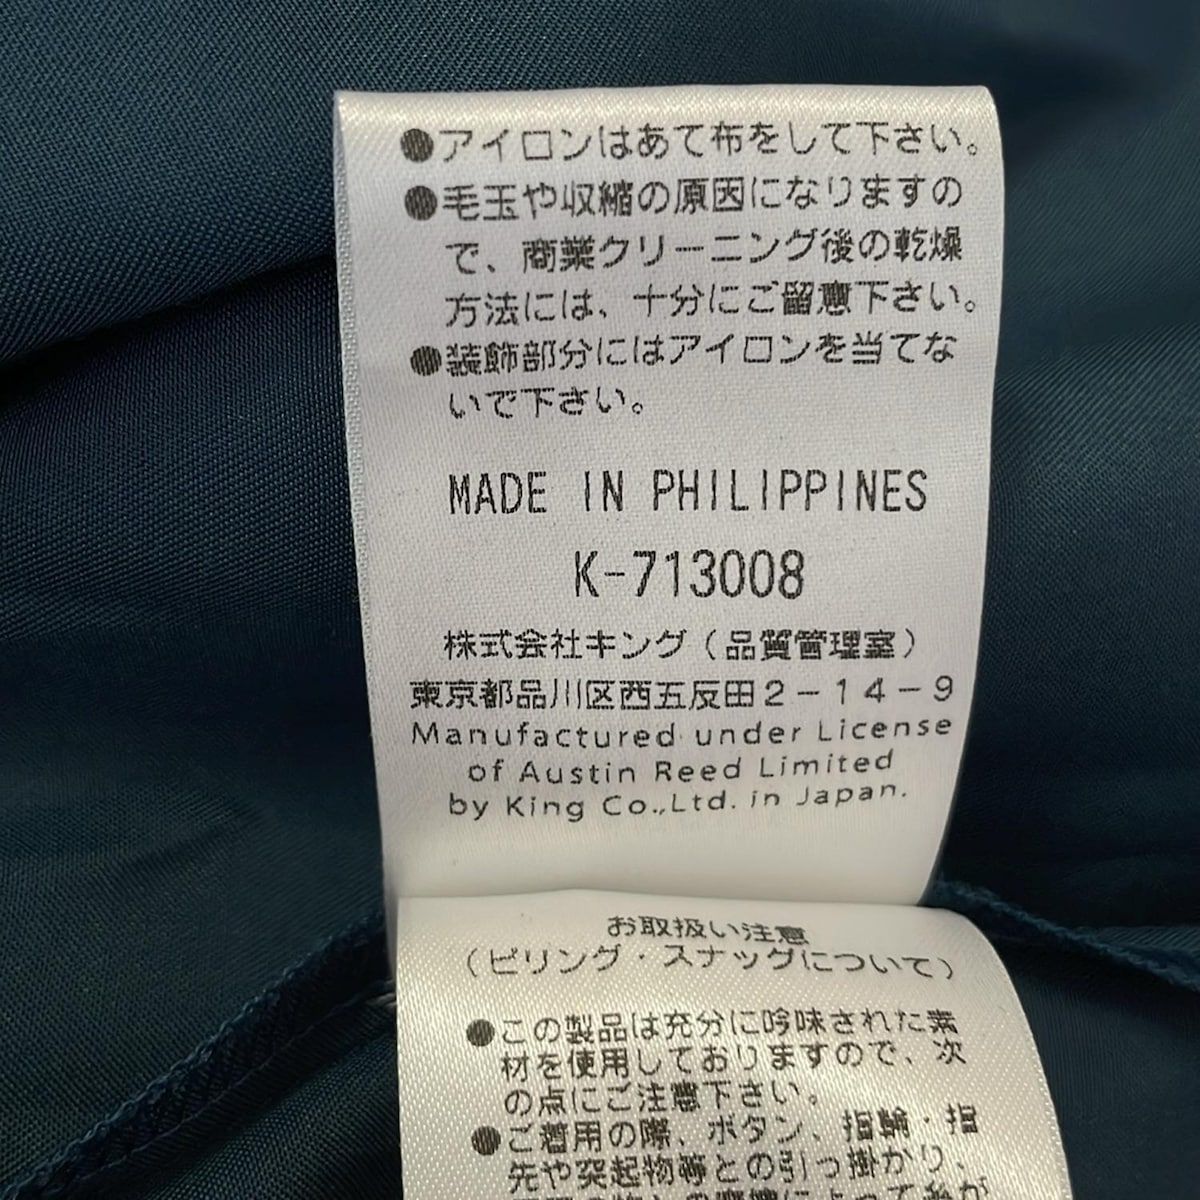 ●アイロンはあて布をして下さい。
●毛玉や収縮の原因になりますの
で、商業クリーニング後の乾燥
方法には、十分にご留意下さい。
●装飾部分にはアイロンを当てな
いで下さい。
MADE IN PHILIPPINES
K-713008
株式会社キング(品質管理室)
東京都品川区西五反田2-14-9
Manufactured under License
of Austin Reed Limited
by King Co.,Ltd. in Japan.
お取扱い注意
(ピリング・スナッグについて)
●この製品は充分に吟味された素
材を使用しておりますので、次
の点にご注意下さい。
●ご着用の際、ボタン、指輪・指
先や突起物等との引っ掛かり、
によって糸が